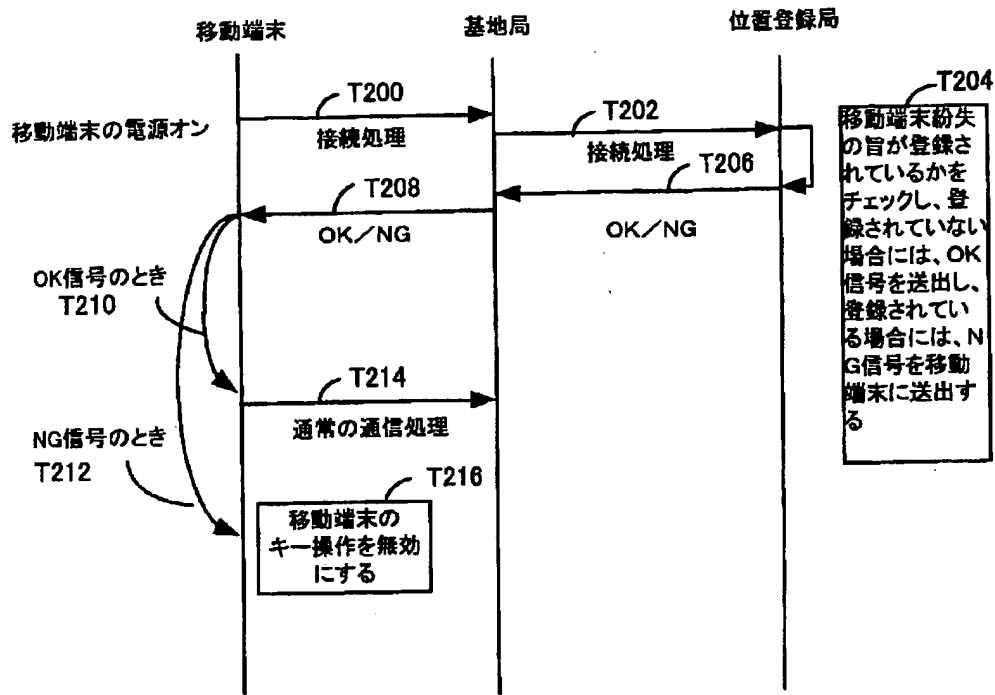 移動端末
基地局
位置登録局
移動端末の電源オン
T200
接続処理
T202
接続処理
T204
移動端末紛失
の旨が登録さ
れているかを
チェックし、登
録されていない
場合には、OK
信号を送出し、
登録されてい
る場合には、N
G信号を移動
端末に送出す
る
T206
OK/NG
T208
OK/NG
OK信号のとき
T210
T214
通常の通信処理
NG信号のとき
T212
T216
移動端末の
キー操作を無効
にする